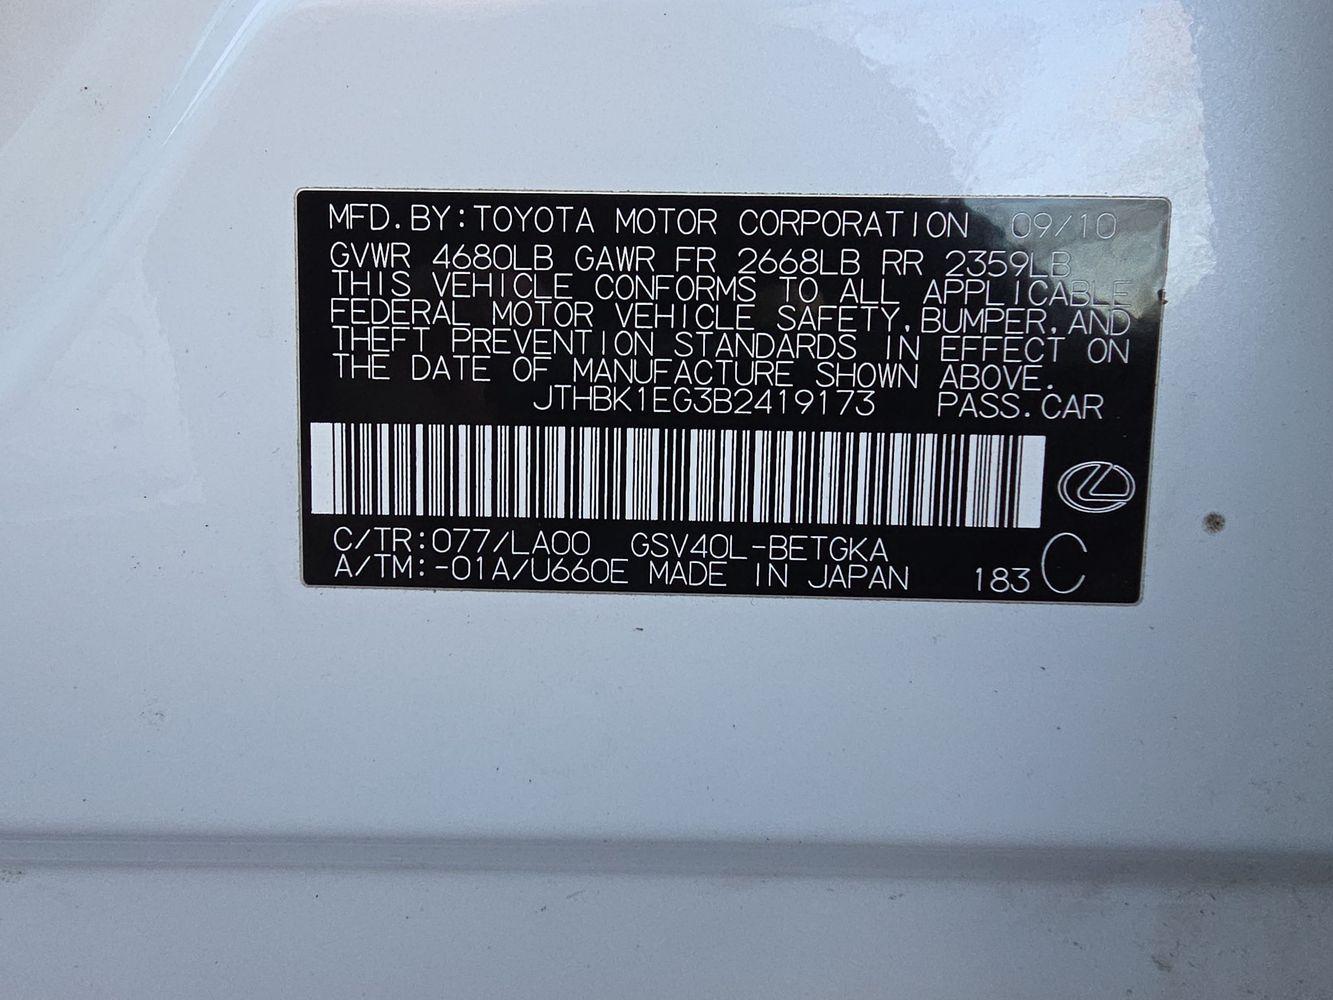 MFD.BY:TOYOTA MOTOR CORPORATION 09/10
GVWR 4680LB GAWR FR 2668LB RR 2359LB
THIS VEHICLE CONFORMS TO ALL APPLICABLE
FEDERAL MOTOR VEHICLE SAFETY,BUMPER,AND
THEFT PREVENTION STANDARDS IN EFFECT ON
THE DATE OF MANUFACTURE SHOWN ABOVE.
JTHBK1EG3B2419173 PASS.CAR
C/TR:077/LA00 GSV40L-BETGKA
A/TM:-01A/U660E MADE IN JAPAN 183 C